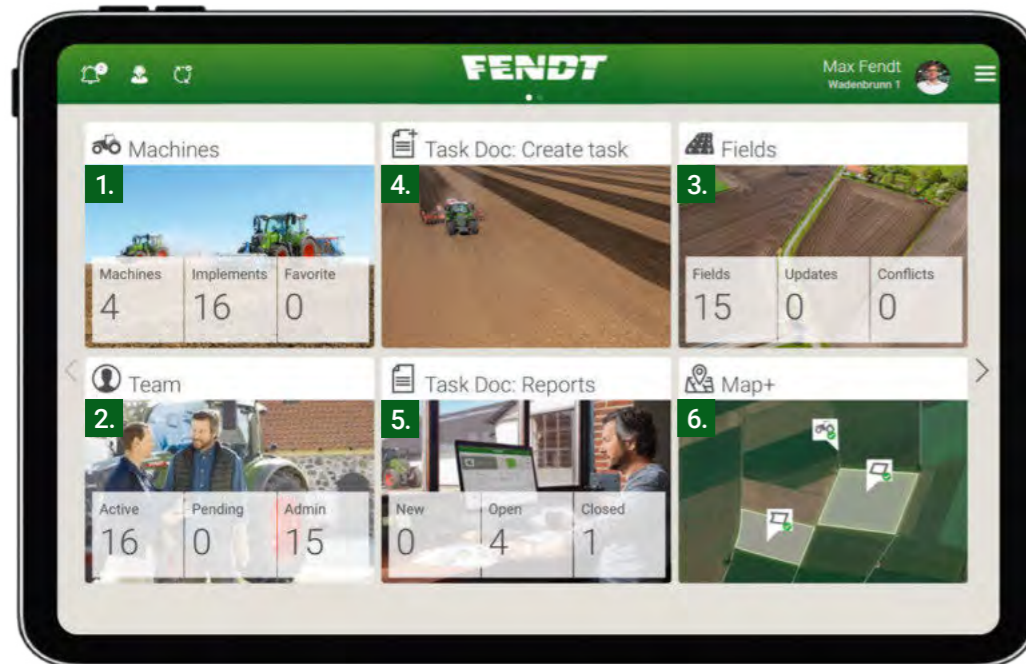 2
FENDT
Max Fendt
Wadenbrunn 1
Machines
1.
Machines Implements Favorite
4 16 0
Task Doc: Create task
4.
Fields
3.
Fields Updates Conflicts
15 0 0
Team
2.
Active Pending Admin
16 0 15
Task Doc: Reports
5.
New Open Closed
0 4 1
Map+
6.